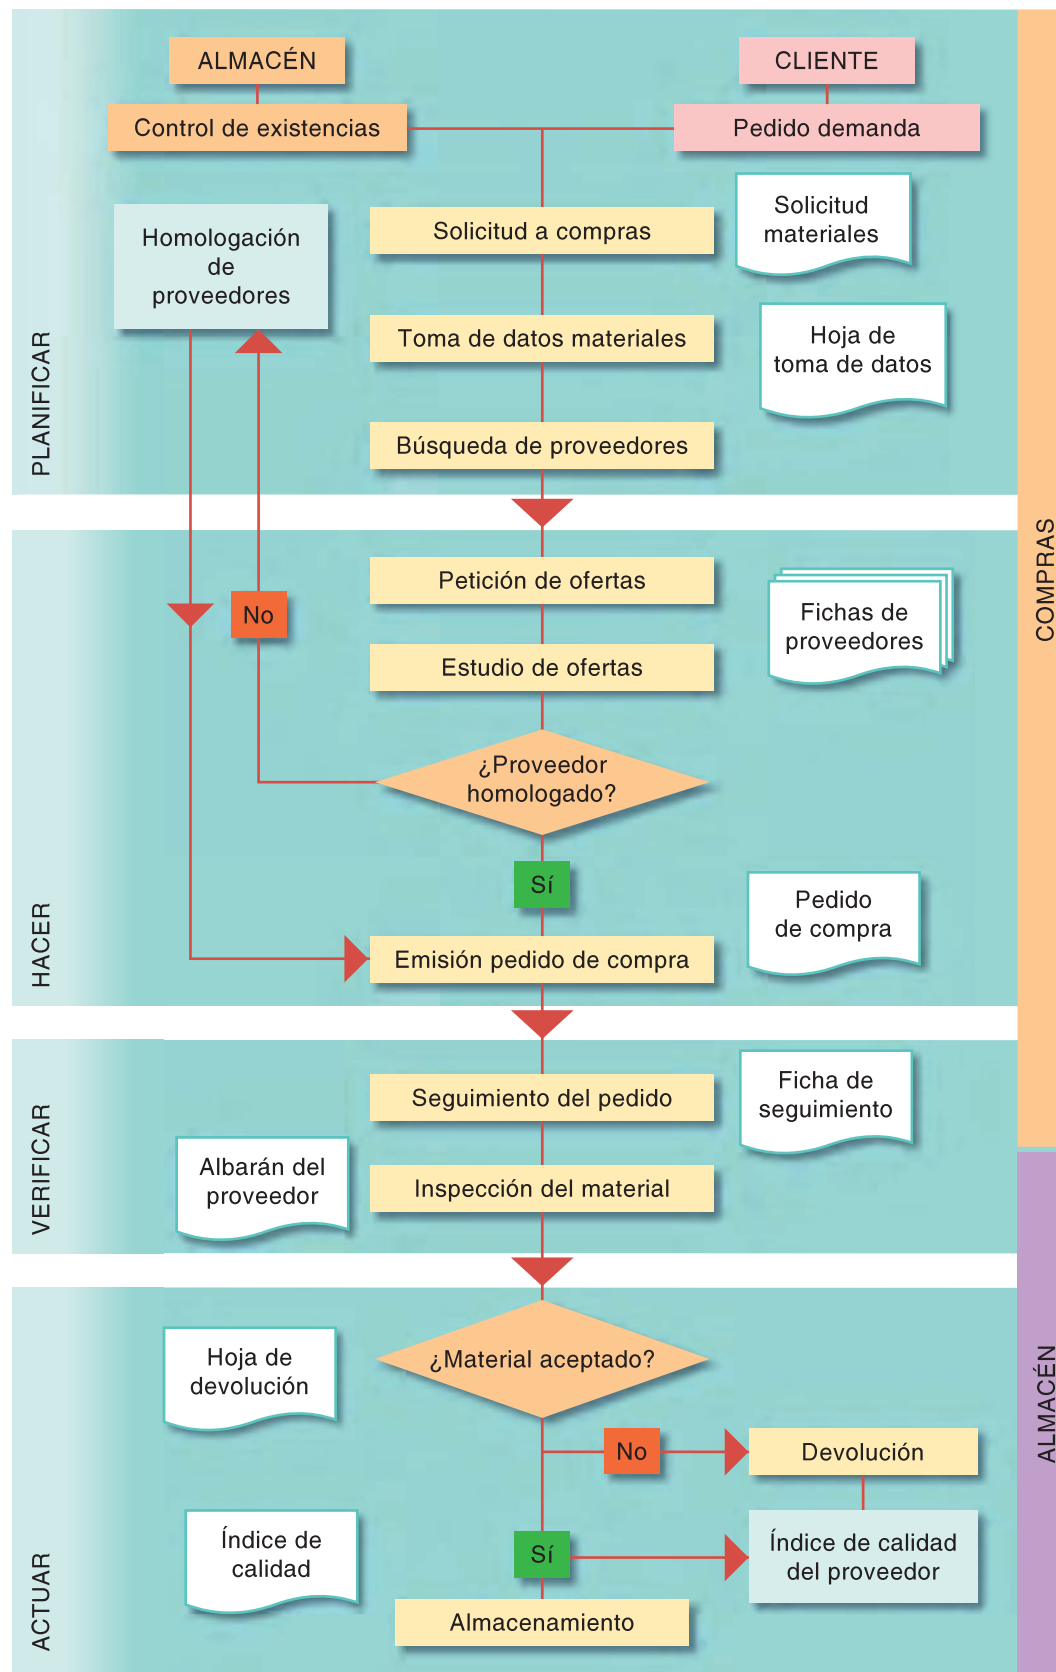 ALMACÉN
CLIENTE
Control de existencias
Pedido demanda
Solicitud
materiales
Solicitud a compras
Homologación
de
proveedores
Toma de datos materiales
Hoja de
toma de datos
Búsqueda de proveedores
PLANIFICAR
COMPRAS
Petición de ofertas
Fichas de
proveedores
No
Estudio de ofertas
¿Proveedor
homologado?
Sí
Pedido
de compra
Emisión pedido de compra
HACER
Seguimiento del pedido
Ficha de
seguimiento
Albarán del
proveedor
Inspección del material
VERIFICAR
¿Material aceptado?
Hoja de
devolución
ALMACÉN
No
Devolución
Índice de
calidad
Sí
Índice de calidad
del proveedor
Almacenamiento
ACTUAR